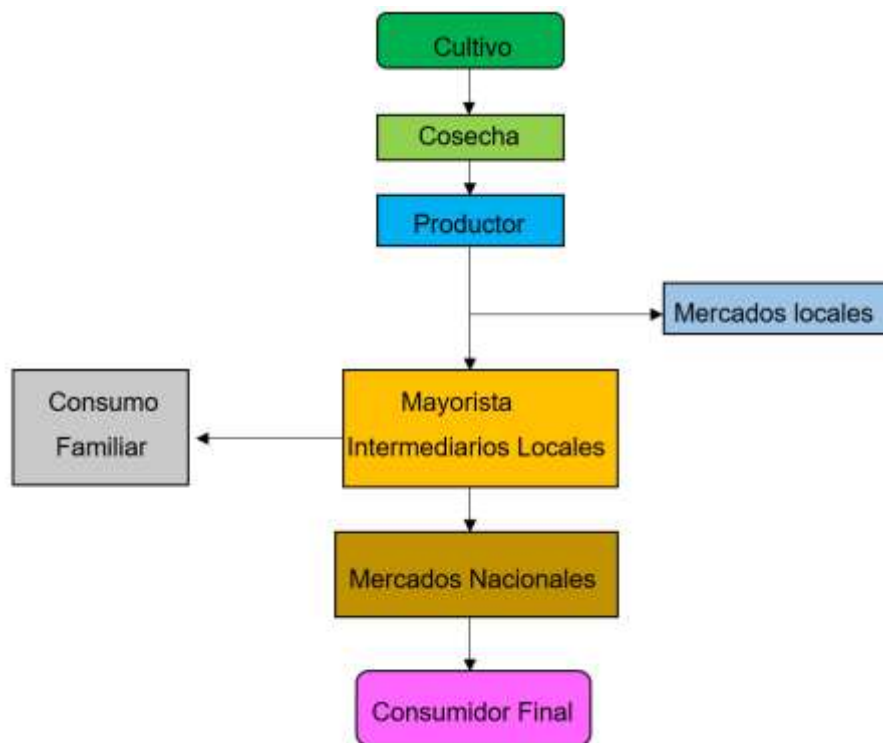 Cultivo
Cosecha
Productor
Mercados locales
Consumo
Familiar
Mayorista
Intermediarios Locales
Mercados Nacionales
Consumidor Final